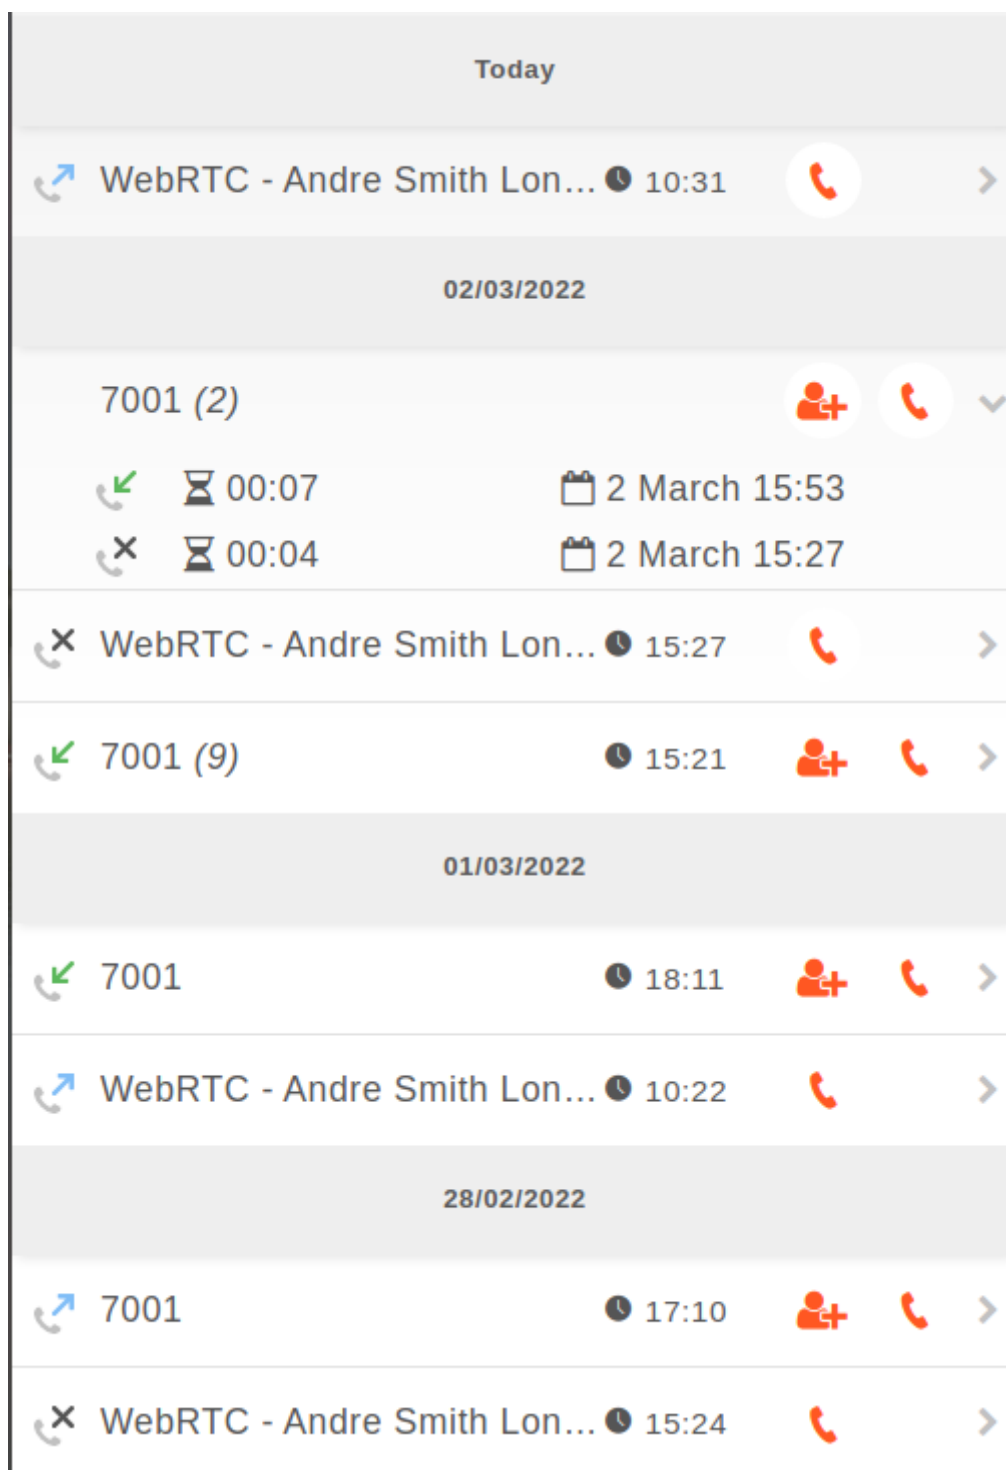 Today
WebRTC - Andre Smith Lon... 10:31
02/03/2022
7001 (2)
00:07 2 March 15:53
00:04 2 March 15:27
WebRTC - Andre Smith Lon... 15:27
7001 (9) 15:21
01/03/2022
7001 18:11
WebRTC - Andre Smith Lon... 10:22
28/02/2022
7001 17:10
WebRTC - Andre Smith Lon... 15:24